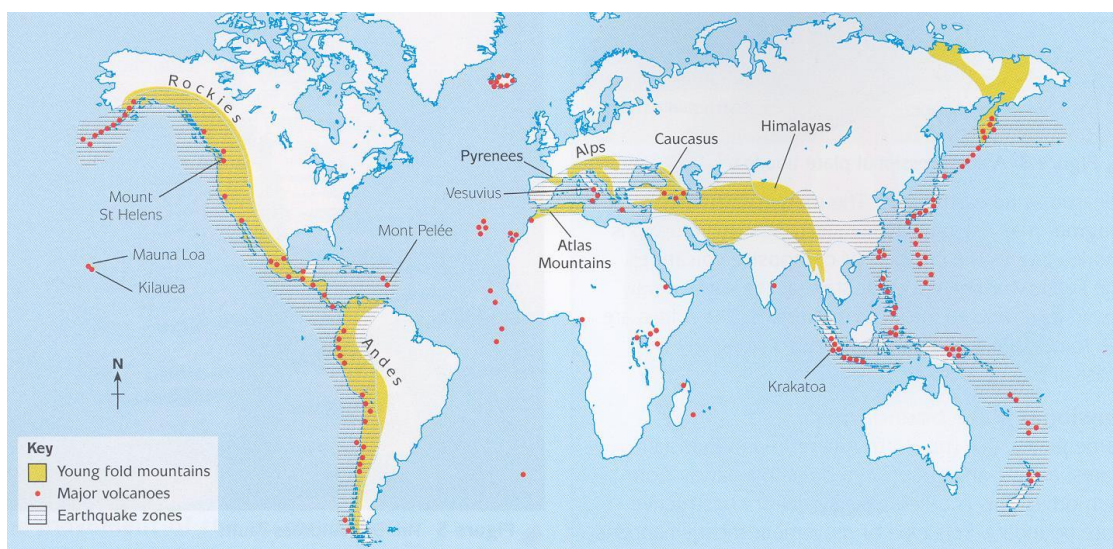 Rockies
Mount
St Helens
Mauna Loa
Kilauea
Mont Pelée
Andes
Pyrenees
Alps
Caucasus
Himalayas
Vesuvius
Atlas
Mountains
Krakatoa
N
Key
Young fold mountains
Major volcanoes
Earthquake zones